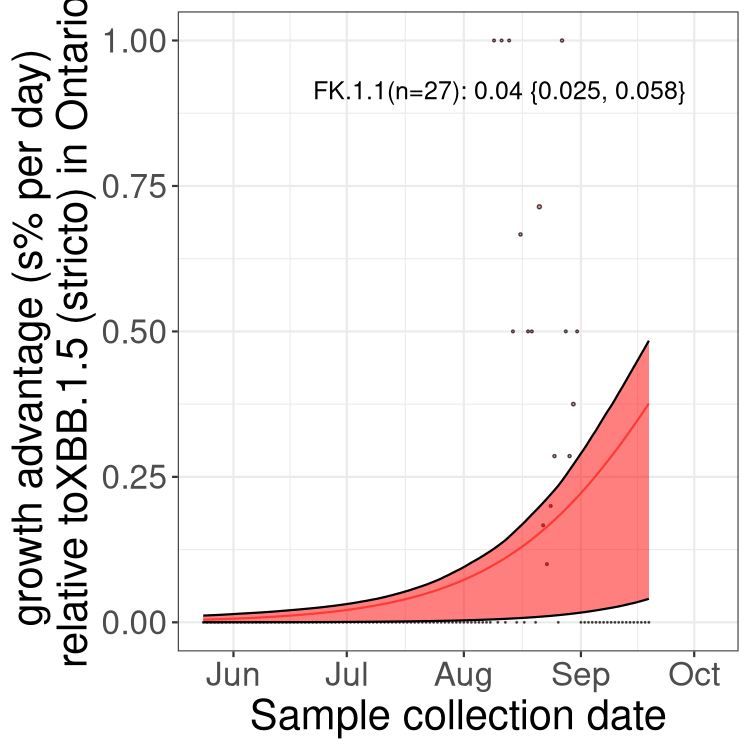 growth advantage (s% per day)
relative toXBB.1.5 (stricto) in Ontario
1.00
FK.1.1(n=27): 0.04 {0.025, 0.058}
0.75
0.50
0.25
0.00
Jun Jul Aug Sep Oct
Sample collection date